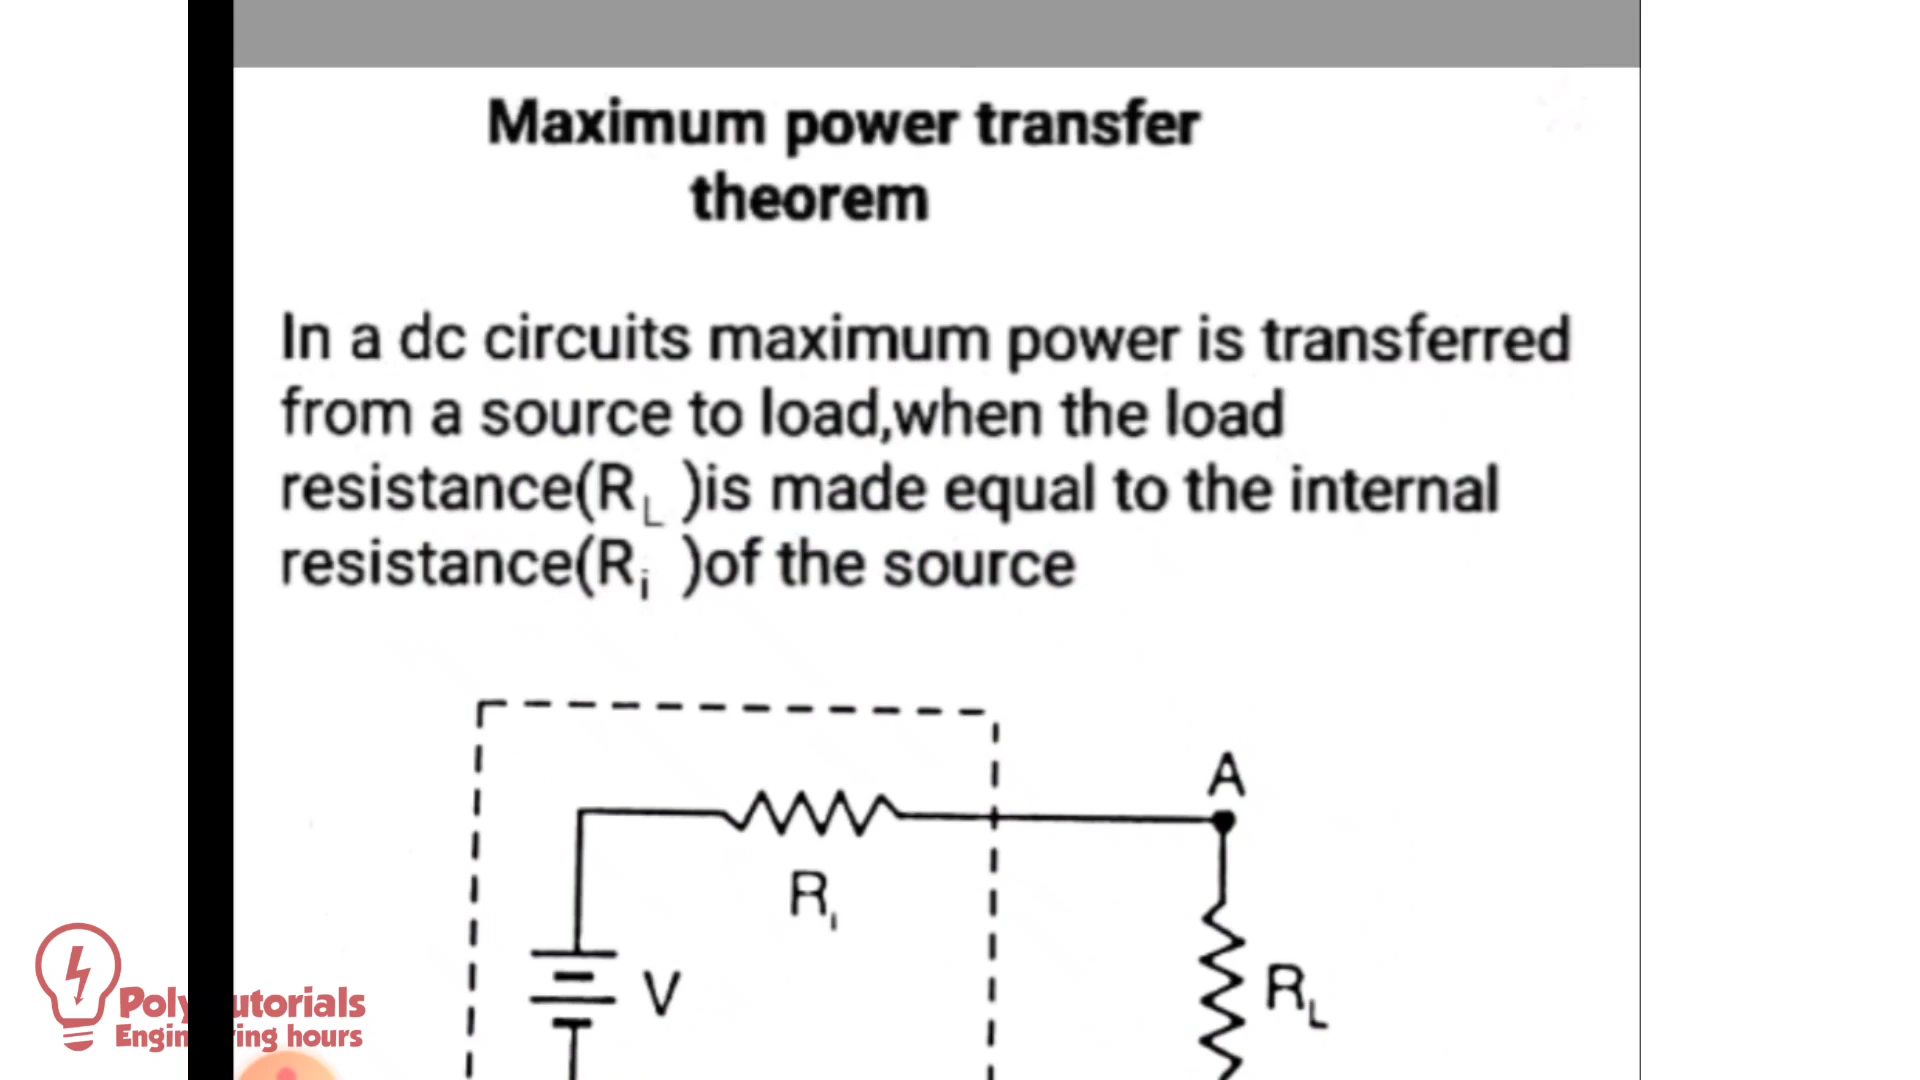 Maximum power transfer
theorem
In a dc circuits maximum power is transferred
from a source to load,when the load
resistance(R L )is made equal to the internal
resistance(R i )of the source
A
R i
V
R L
Poly utorials
Engin ring hours